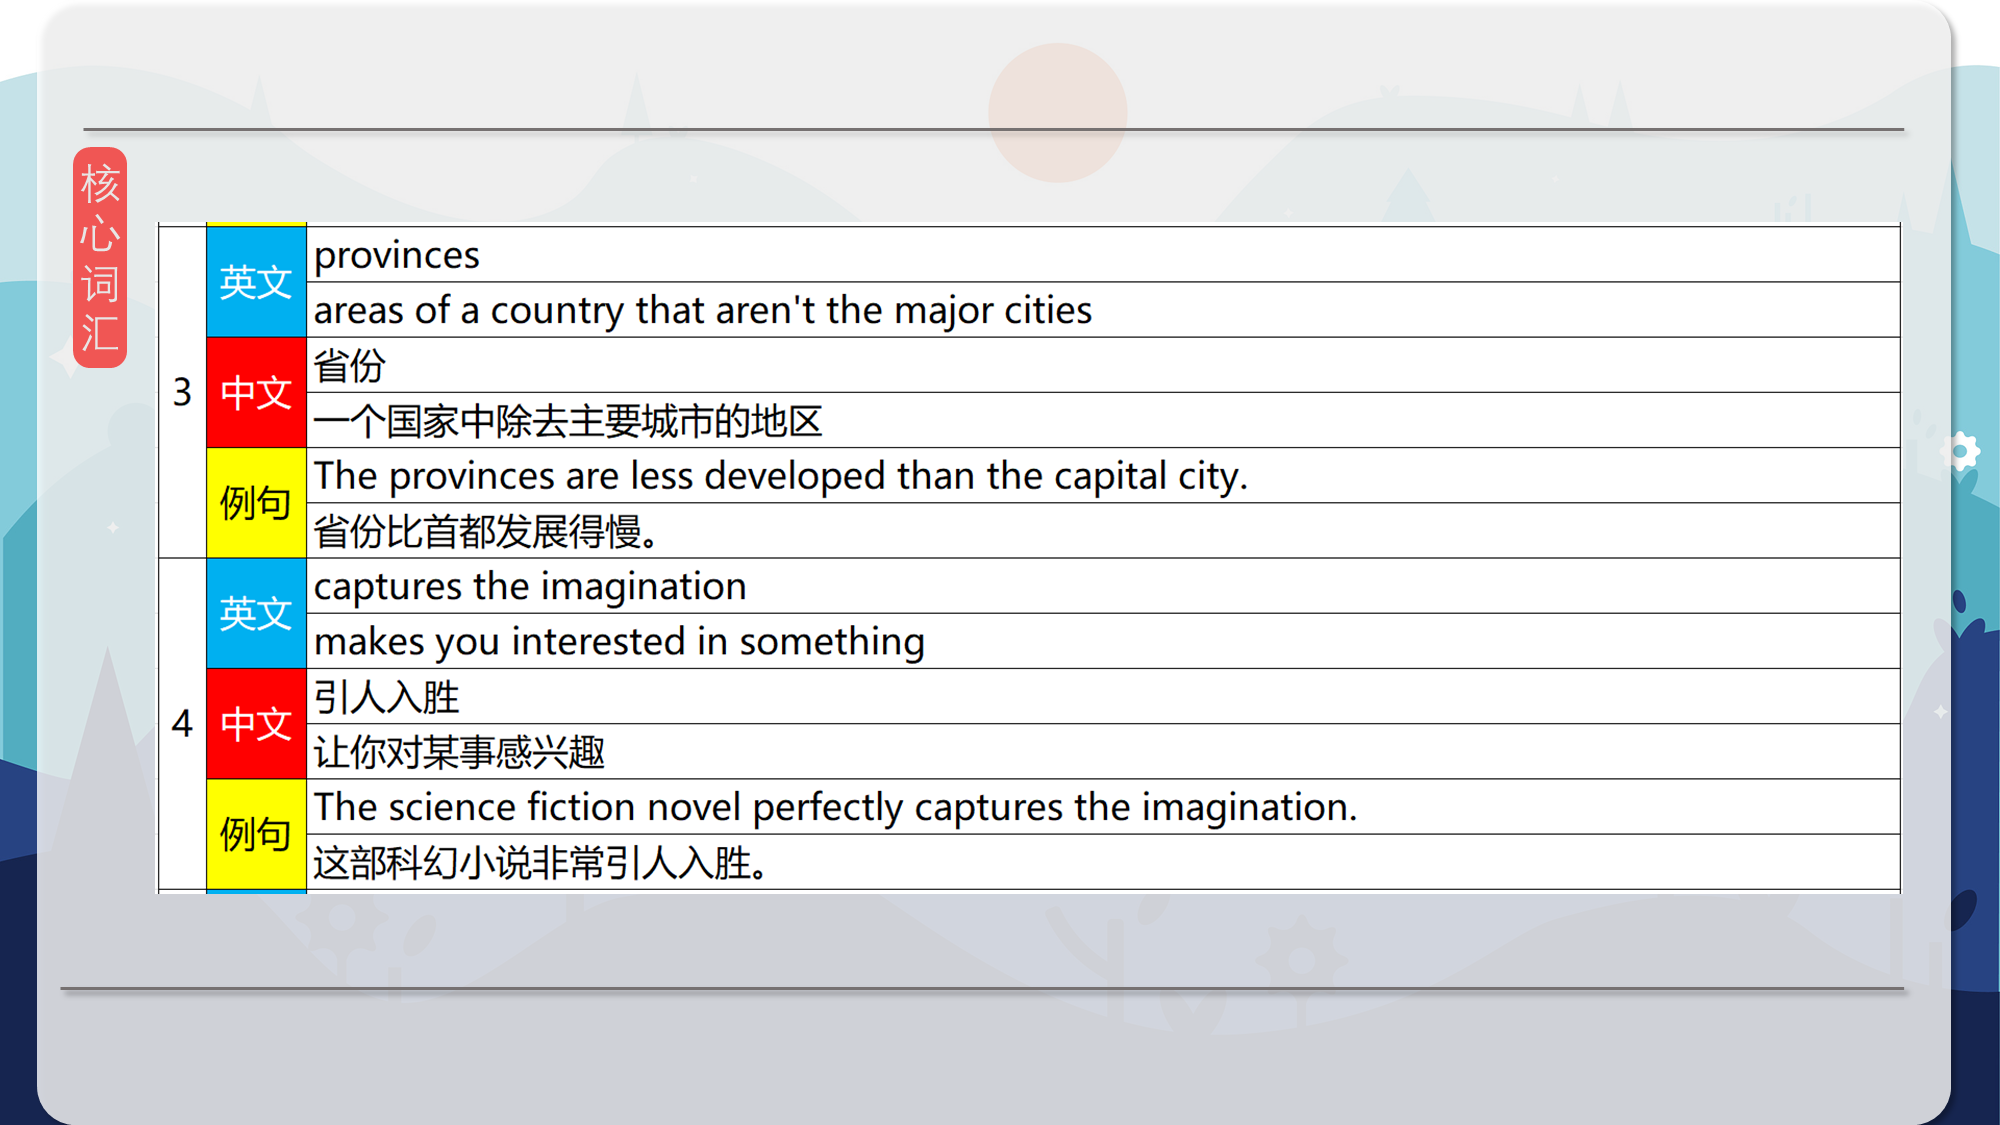 核心词汇
3
英文
provinces
areas of a country that aren't the major cities
中文
省份
一个国家中除去主要城市的地区
例句
The provinces are less developed than the capital city.
省份比首都发展得慢。
4
英文
captures the imagination
makes you interested in something
中文
引人入胜
让你对某事感兴趣
例句
The science fiction novel perfectly captures the imagination.
这部科幻小说非常引人入胜。